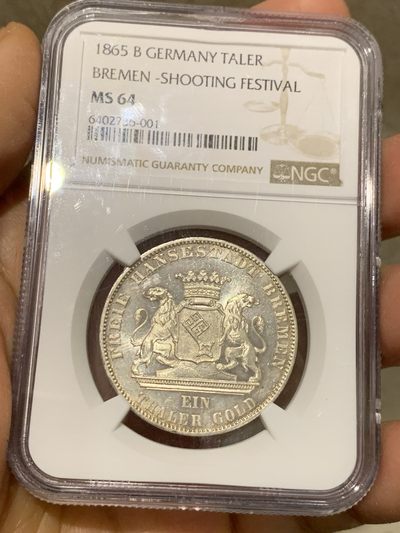 1865 B GERMANY TALER
BREMEN -SHOOTING FESTIVAL
MS 64
NUMISMATIC GUARANTY COMPANY
NGC
FREIE HANSESTADT BREMEN
EIN
THALER GOLD